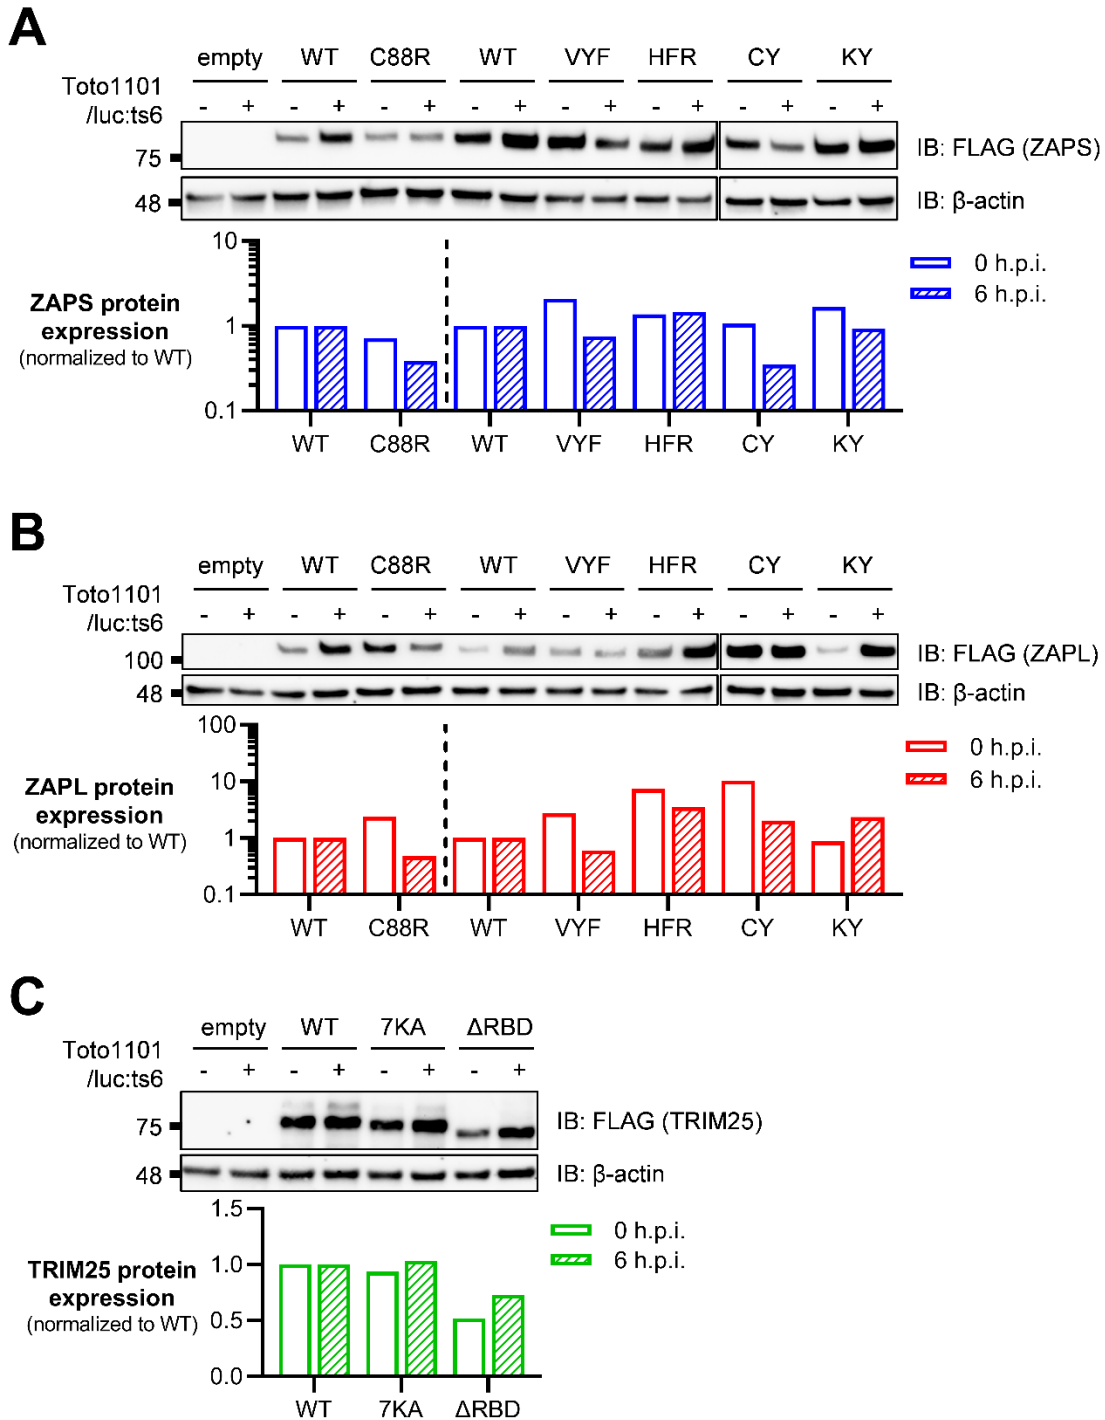 A
empty WT C88R WT VYF HFR CY KY
Toto1101
/luc:ts6
- + - + - + - + - + - + - + - +
75
IB: FLAG (ZAPS)
48
IB: β-actin
10
1
0.1
ZAPS protein
expression
(normalized to WT)
0 h.p.i.
6 h.p.i.
WT C88R WT VYF HFR CY KY
B
empty WT C88R WT VYF HFR CY KY
Toto1101
/luc:ts6
- + - + - + - + - + - + - + - +
100
IB: FLAG (ZAPL)
48
IB: β-actin
100
10
1
0.1
ZAPL protein
expression
(normalized to WT)
0 h.p.i.
6 h.p.i.
WT C88R WT VYF HFR CY KY
C
empty WT 7KA ΔRBD
Toto1101
/luc:ts6
- + - + - + - +
75
IB: FLAG (TRIM25)
48
IB: β-actin
1.5
1.0
0.5
0.0
TRIM25 protein
expression
(normalized to WT)
0 h.p.i.
6 h.p.i.
WT 7KA ΔRBD